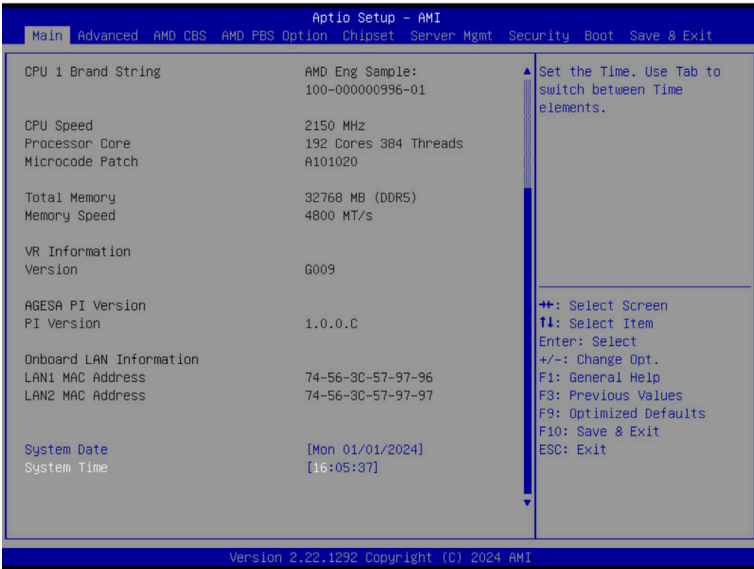 Aptio Setup - AMI
Main Advanced AMD CBS AMD PBS Option Chipset Server Mgmt Security Boot Save & Exit
CPU 1 Brand String AMD Eng Sample:
100-000000996-01
CPU Speed 2150 MHz
Processor Core 192 Cores 384 Threads
Microcode Patch A101020
Total Memory 32768 MB (DDR5)
Memory Speed 4800 MT/s
VR Information
Version G009
AGESA PI Version
PI Version 1.0.0.C
Onboard LAN Information
LAN1 MAC Address 74-56-3C-57-97-96
LAN2 MAC Address 74-56-3C-57-97-97
System Date [Mon 01/01/2024]
System Time [16:05:37]
Set the Time. Use Tab to
switch between Time
elements.
→←: Select Screen
↑↓: Select Item
Enter: Select
+/-: Change Opt.
F1: General Help
F3: Previous Values
F9: Optimized Defaults
F10: Save & Exit
ESC: Exit
Version 2.22.1292 Copyright (C) 2024 AMI